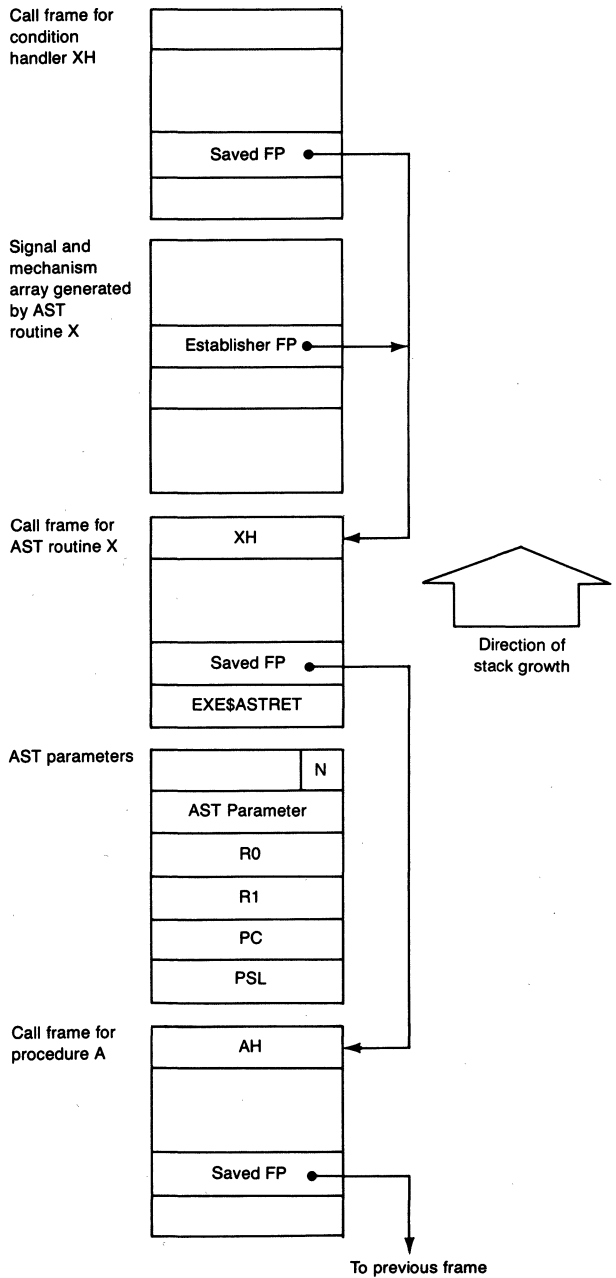 Call frame for
condition
handler XH
Saved FP
Signal and
mechanism
array generated
by AST
routine X
Establisher FP
Call frame for
AST routine X
XH
Saved FP
EXE$ASTRET
Direction of
stack growth
AST parameters
N
AST Parameter
R0
R1
PC
PSL
Call frame for
procedure A
AH
Saved FP
To previous frame